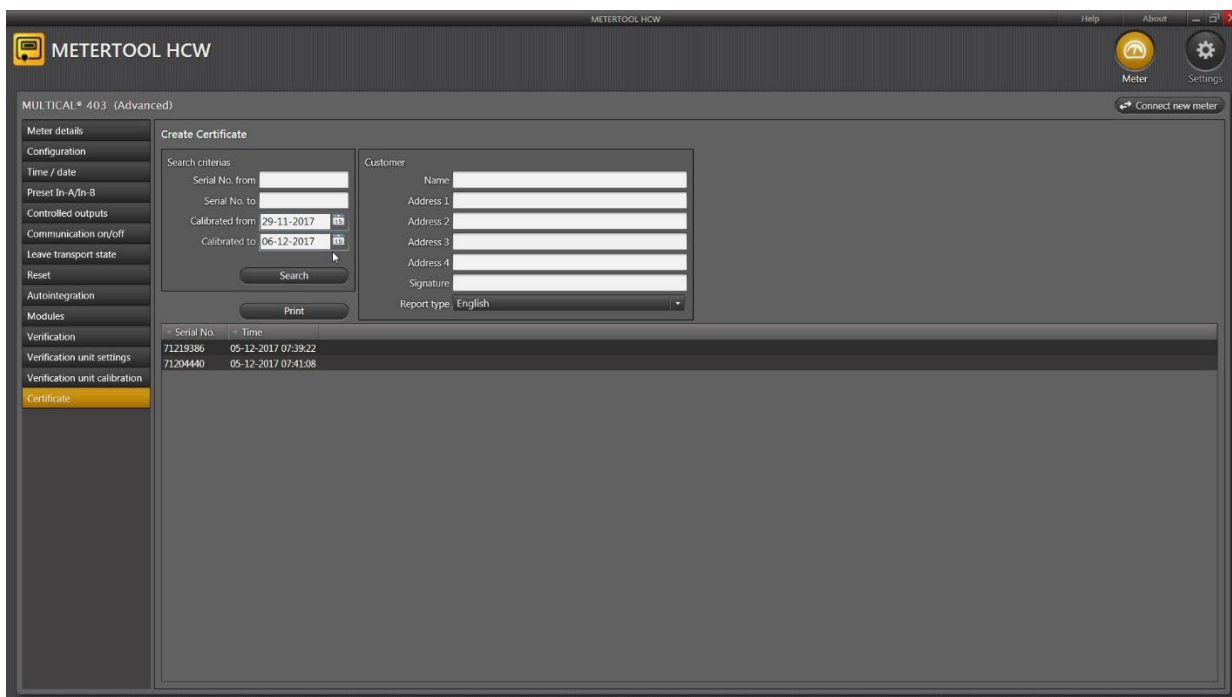 METERTOOL HCW
Help About
METERTOOL HCW
Meter Settings
MULTICAL® 403 (Advanced)
Connect new meter
Meter details
Configuration
Time / date
Preset In-A/In-B
Controlled outputs
Communication on/off
Leave transport state
Reset
Autointegration
Modules
Verification
Verification unit settings
Verification unit calibration
Certificate
Create Certificate
Search criterias
Serial No. from
Serial No. to
Calibrated from 29-11-2017 15
Calibrated to 06-12-2017 15
Search
Print
Customer
Name
Address 1
Address 2
Address 3
Address 4
Signature
Report type English
Serial No. Time
71219386 05-12-2017 07:39:22
71204440 05-12-2017 07:41:08